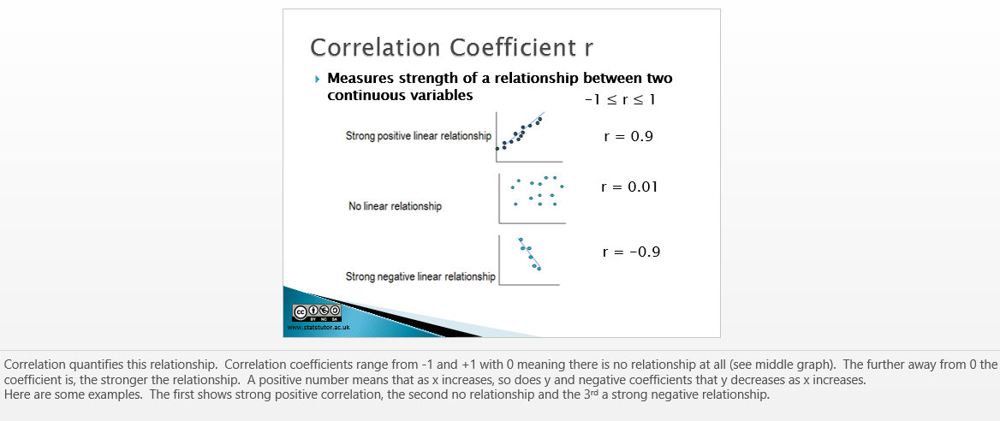 Correlation Coefficient r
Measures strength of a relationship between two
continuous variables
-1 ≤ r ≤ 1
Strong positive linear relationship
r = 0.9
r = 0.01
No linear relationship
r = -0.9
Strong negative linear relationship
cc
BY NC SA
www.statstutor.ac.uk
Correlation quantifies this relationship. Correlation coefficients range from -1 and +1 with 0 meaning there is no relationship at all (see middle graph). The further away from 0 the
coefficient is, the stronger the relationship. A positive number means that as x increases, so does y and negative coefficients that y decreases as x increases.
Here are some examples. The first shows strong positive correlation, the second no relationship and the 3rd a strong negative relationship.